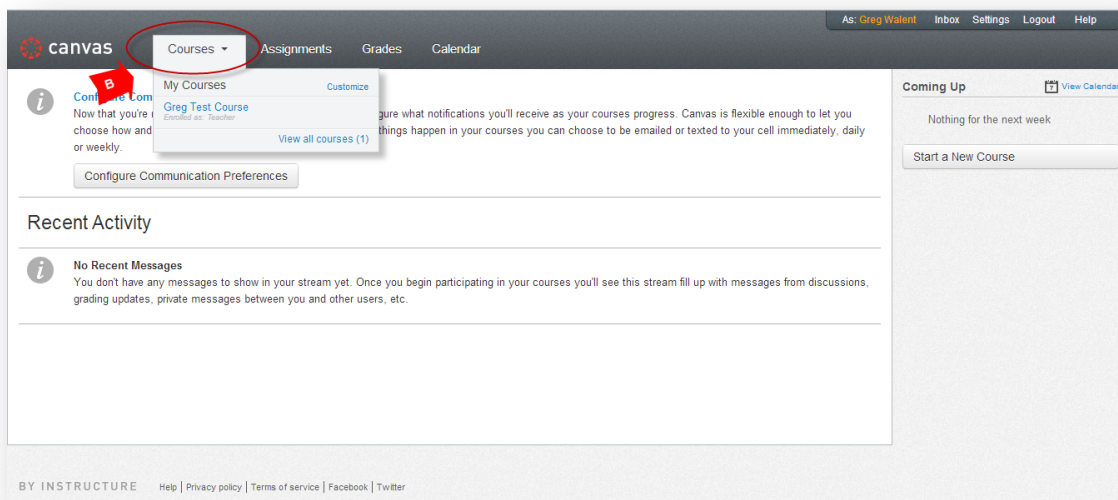 As: Greg Walent Inbox Settings Logout Help
canvas Courses Assignments Grades Calendar
B
My Courses Customize
Greg Test Course
Enrolled as: Teacher
View all courses (1)
Conf
Com
Now that you're
gure what notifications you'll receive as your courses progress. Canvas is flexible enough to let you
choose how and
things happen in your courses you can choose to be emailed or texted to your cell immediately, daily
or weekly.
Configure Communication Preferences
Recent Activity
No Recent Messages
You don't have any messages to show in your stream yet. Once you begin participating in your courses you'll see this stream fill up with messages from discussions,
grading updates, private messages between you and other users, etc.
Coming Up View Calendar
Nothing for the next week
Start a New Course
BY INSTRUCTURE Help | Privacy policy | Terms of service | Facebook | Twitter